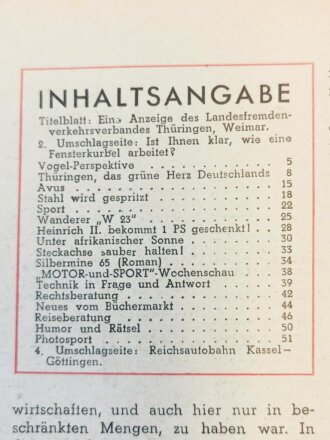 INHALTSANGABE
Titelblatt: Eine Anzeige des Landesfremden-
verkehrsverbandes Thüringen, Weimar.
2. Umschlagseite: Ist Ihnen klar, wie eine
Fensterkurbel arbeitet?
Vogel-Perspektive 5
Thüringen, das grüne Herz Deutschlands 8
Avus 15
Stahl wird gespritzt 18
Sport 22
Wanderer „W 23" 25
Heinrich II. bekommt 1 PS geschenkt! 28
Unter afrikanischer Sonne 30
Steckachse sauber halten! 33
Silbermine 65 (Roman) 34
„MOTOR-und-SPORT"-Wochenschau 38
Technik in Frage und Antwort 39
Rechtsberatung 42
Neues vom Büchermarkt 44
Reiseberatung 46
Humor und Rätsel 50
Photosport 51
4. Umschlagseite: Reichsautobahn Kassel—
Göttingen.
wirtschaften, und auch hier nur in be-
schränkten Mengen, zu haben war. In